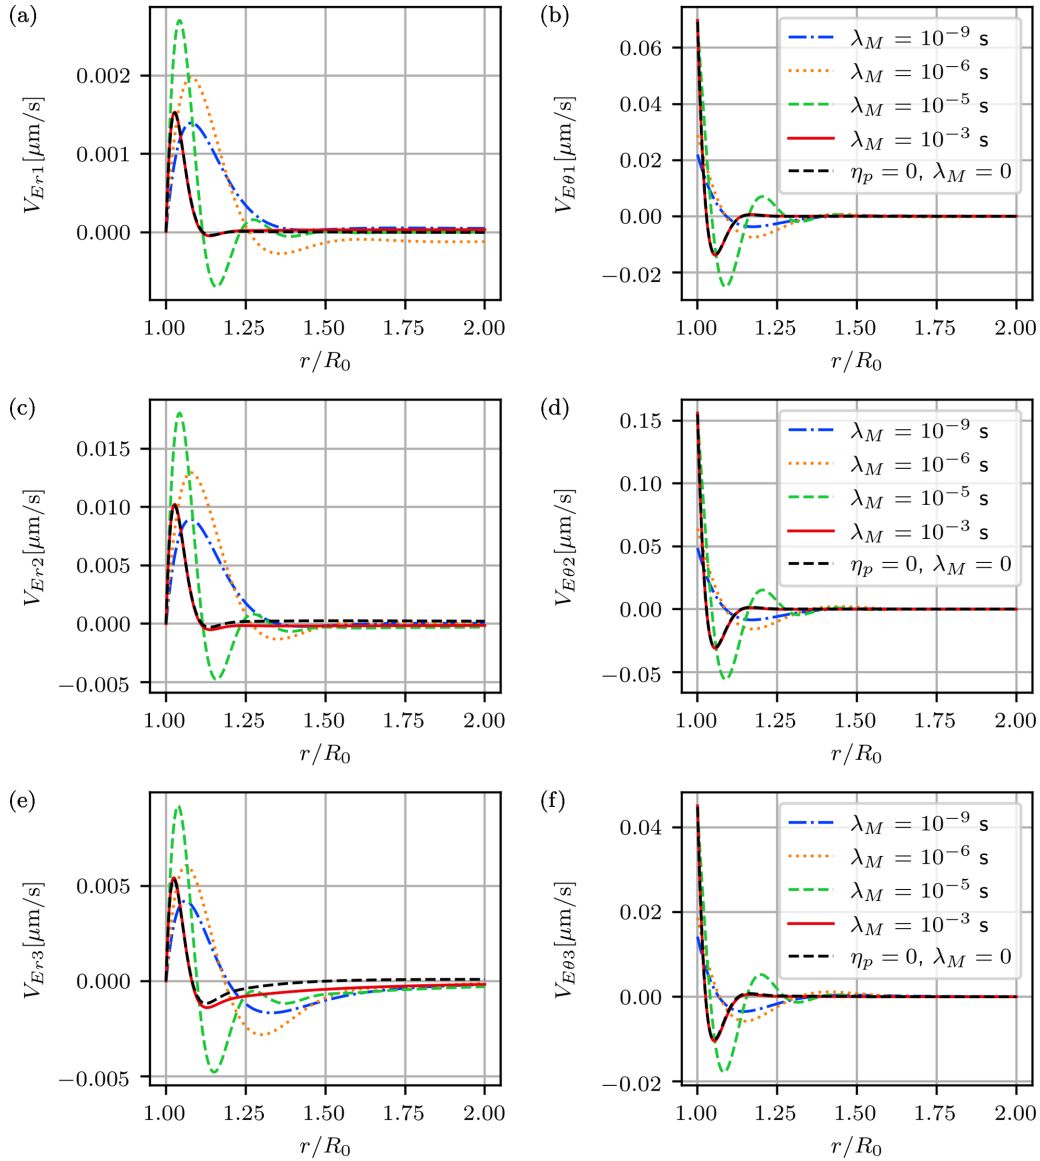 (a)
0.002
0.001
0.000
V_{Er1}[μm/s]
1.00 1.25 1.50 1.75 2.00
r/R_0
(b)
0.06
0.04
0.02
0.00
−0.02
V_{Eθ1}[μm/s]
λ_M = 10^{−9} s
λ_M = 10^{−6} s
λ_M = 10^{−5} s
λ_M = 10^{−3} s
η_p = 0, λ_M = 0
1.00 1.25 1.50 1.75 2.00
r/R_0
(c)
0.015
0.010
0.005
0.000
−0.005
V_{Er2}[μm/s]
1.00 1.25 1.50 1.75 2.00
r/R_0
(d)
0.15
0.10
0.05
0.00
−0.05
V_{Eθ2}[μm/s]
λ_M = 10^{−9} s
λ_M = 10^{−6} s
λ_M = 10^{−5} s
λ_M = 10^{−3} s
η_p = 0, λ_M = 0
1.00 1.25 1.50 1.75 2.00
r/R_0
(e)
0.005
0.000
−0.005
V_{Er3}[μm/s]
1.00 1.25 1.50 1.75 2.00
r/R_0
(f)
0.04
0.02
0.00
−0.02
V_{Eθ3}[μm/s]
λ_M = 10^{−9} s
λ_M = 10^{−6} s
λ_M = 10^{−5} s
λ_M = 10^{−3} s
η_p = 0, λ_M = 0
1.00 1.25 1.50 1.75 2.00
r/R_0